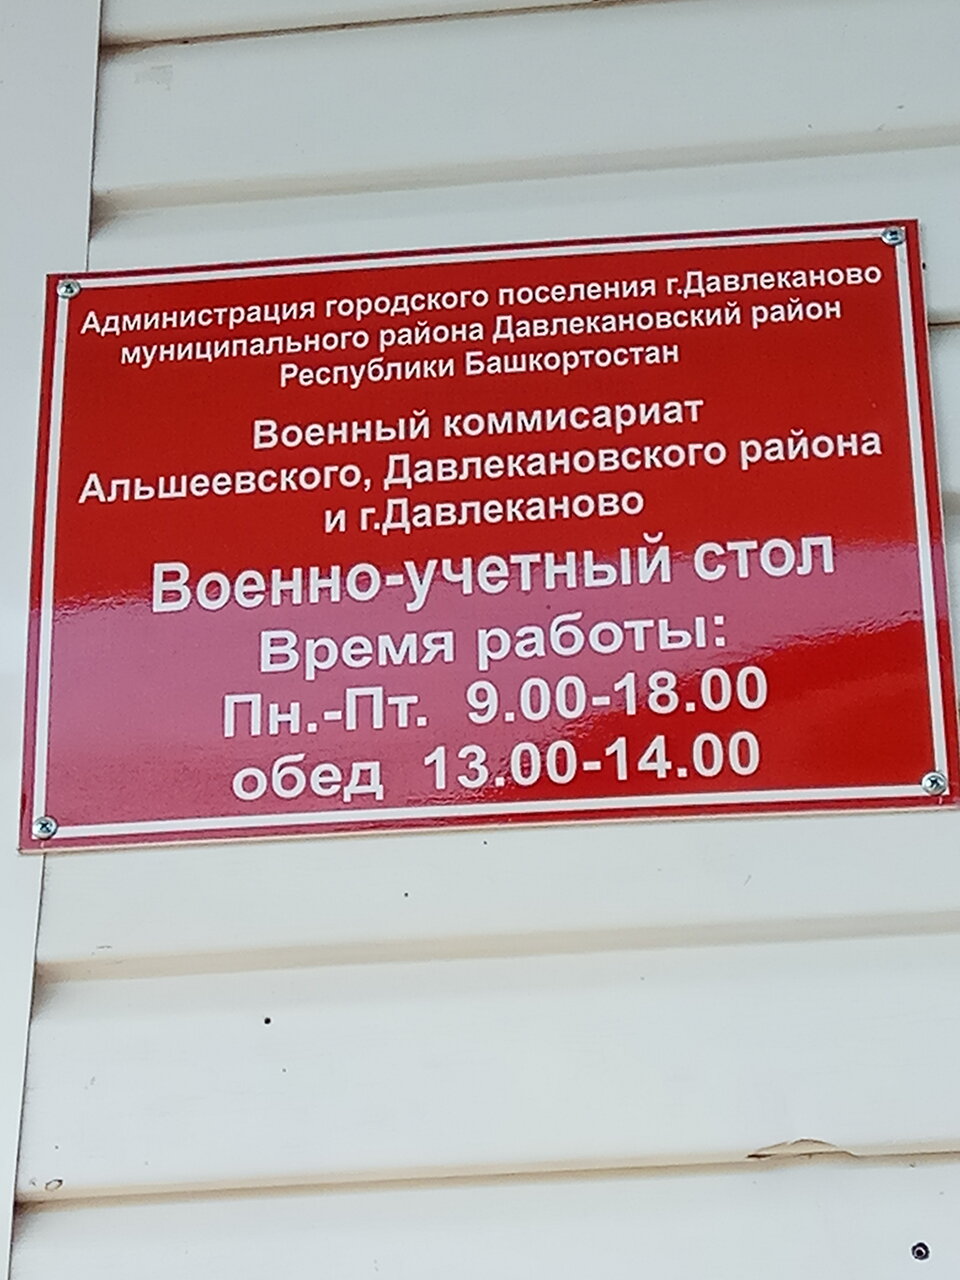 Администрация городского поселения г.Давлеканово
муниципального района Давлекановский район
Республики Башкортостан
Военный коммисариат
Альшеевского, Давлекановского района
и г.Давлеканово
Военно-учетный стол
Время работы:
Пн.-Пт. 9.00-18.00
обед 13.00-14.00